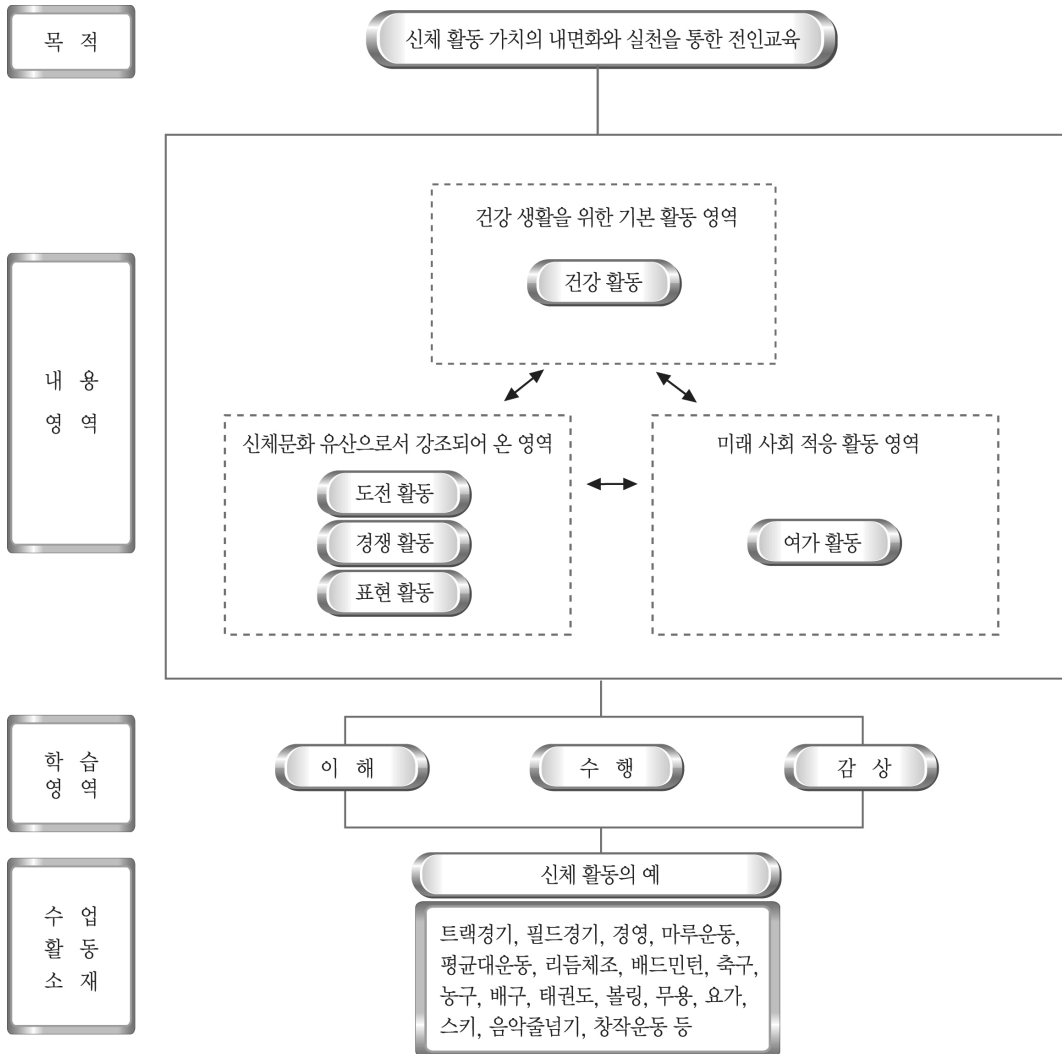 목 적
신체 활동 가치의 내면화와 실천을 통한 전인교육
내 용
영 역
건강 생활을 위한 기본 활동 영역
건강 활동
신체문화 유산으로서 강조되어 온 영역
도전 활동
경쟁 활동
표현 활동
미래 사회 적응 활동 영역
여가 활동
학 습
영 역
이 해
수 행
감 상
수 업
활 동
소 재
신체 활동의 예
트랙경기, 필드경기, 경영, 마루운동,
평균대운동, 리듬체조, 배드민턴, 축구,
농구, 배구, 태권도, 볼링, 무용, 요가,
스키, 음악줄넘기, 창작운동 등